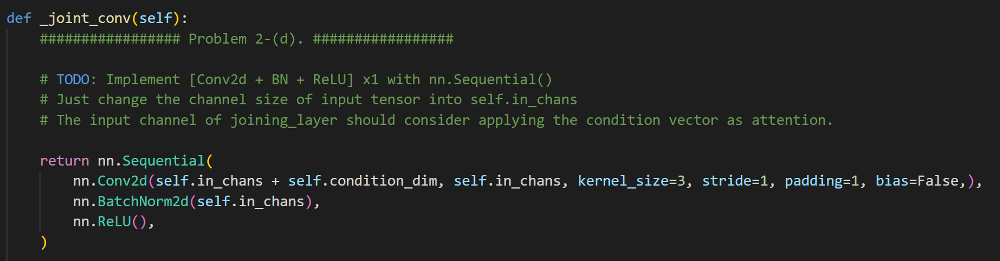 def _joint_conv(self):
################# Problem 2-(d). #################
# TODO: Implement [Conv2d + BN + ReLU] x1 with nn.Sequential()
# Just change the channel size of input tensor into self.in_chans
# The input channel of joining_layer should consider applying the condition vector as attention.
return nn.Sequential(
nn.Conv2d(self.in_chans + self.condition_dim, self.in_chans, kernel_size=3, stride=1, padding=1, bias=False,),
nn.BatchNorm2d(self.in_chans),
nn.ReLU(),
)